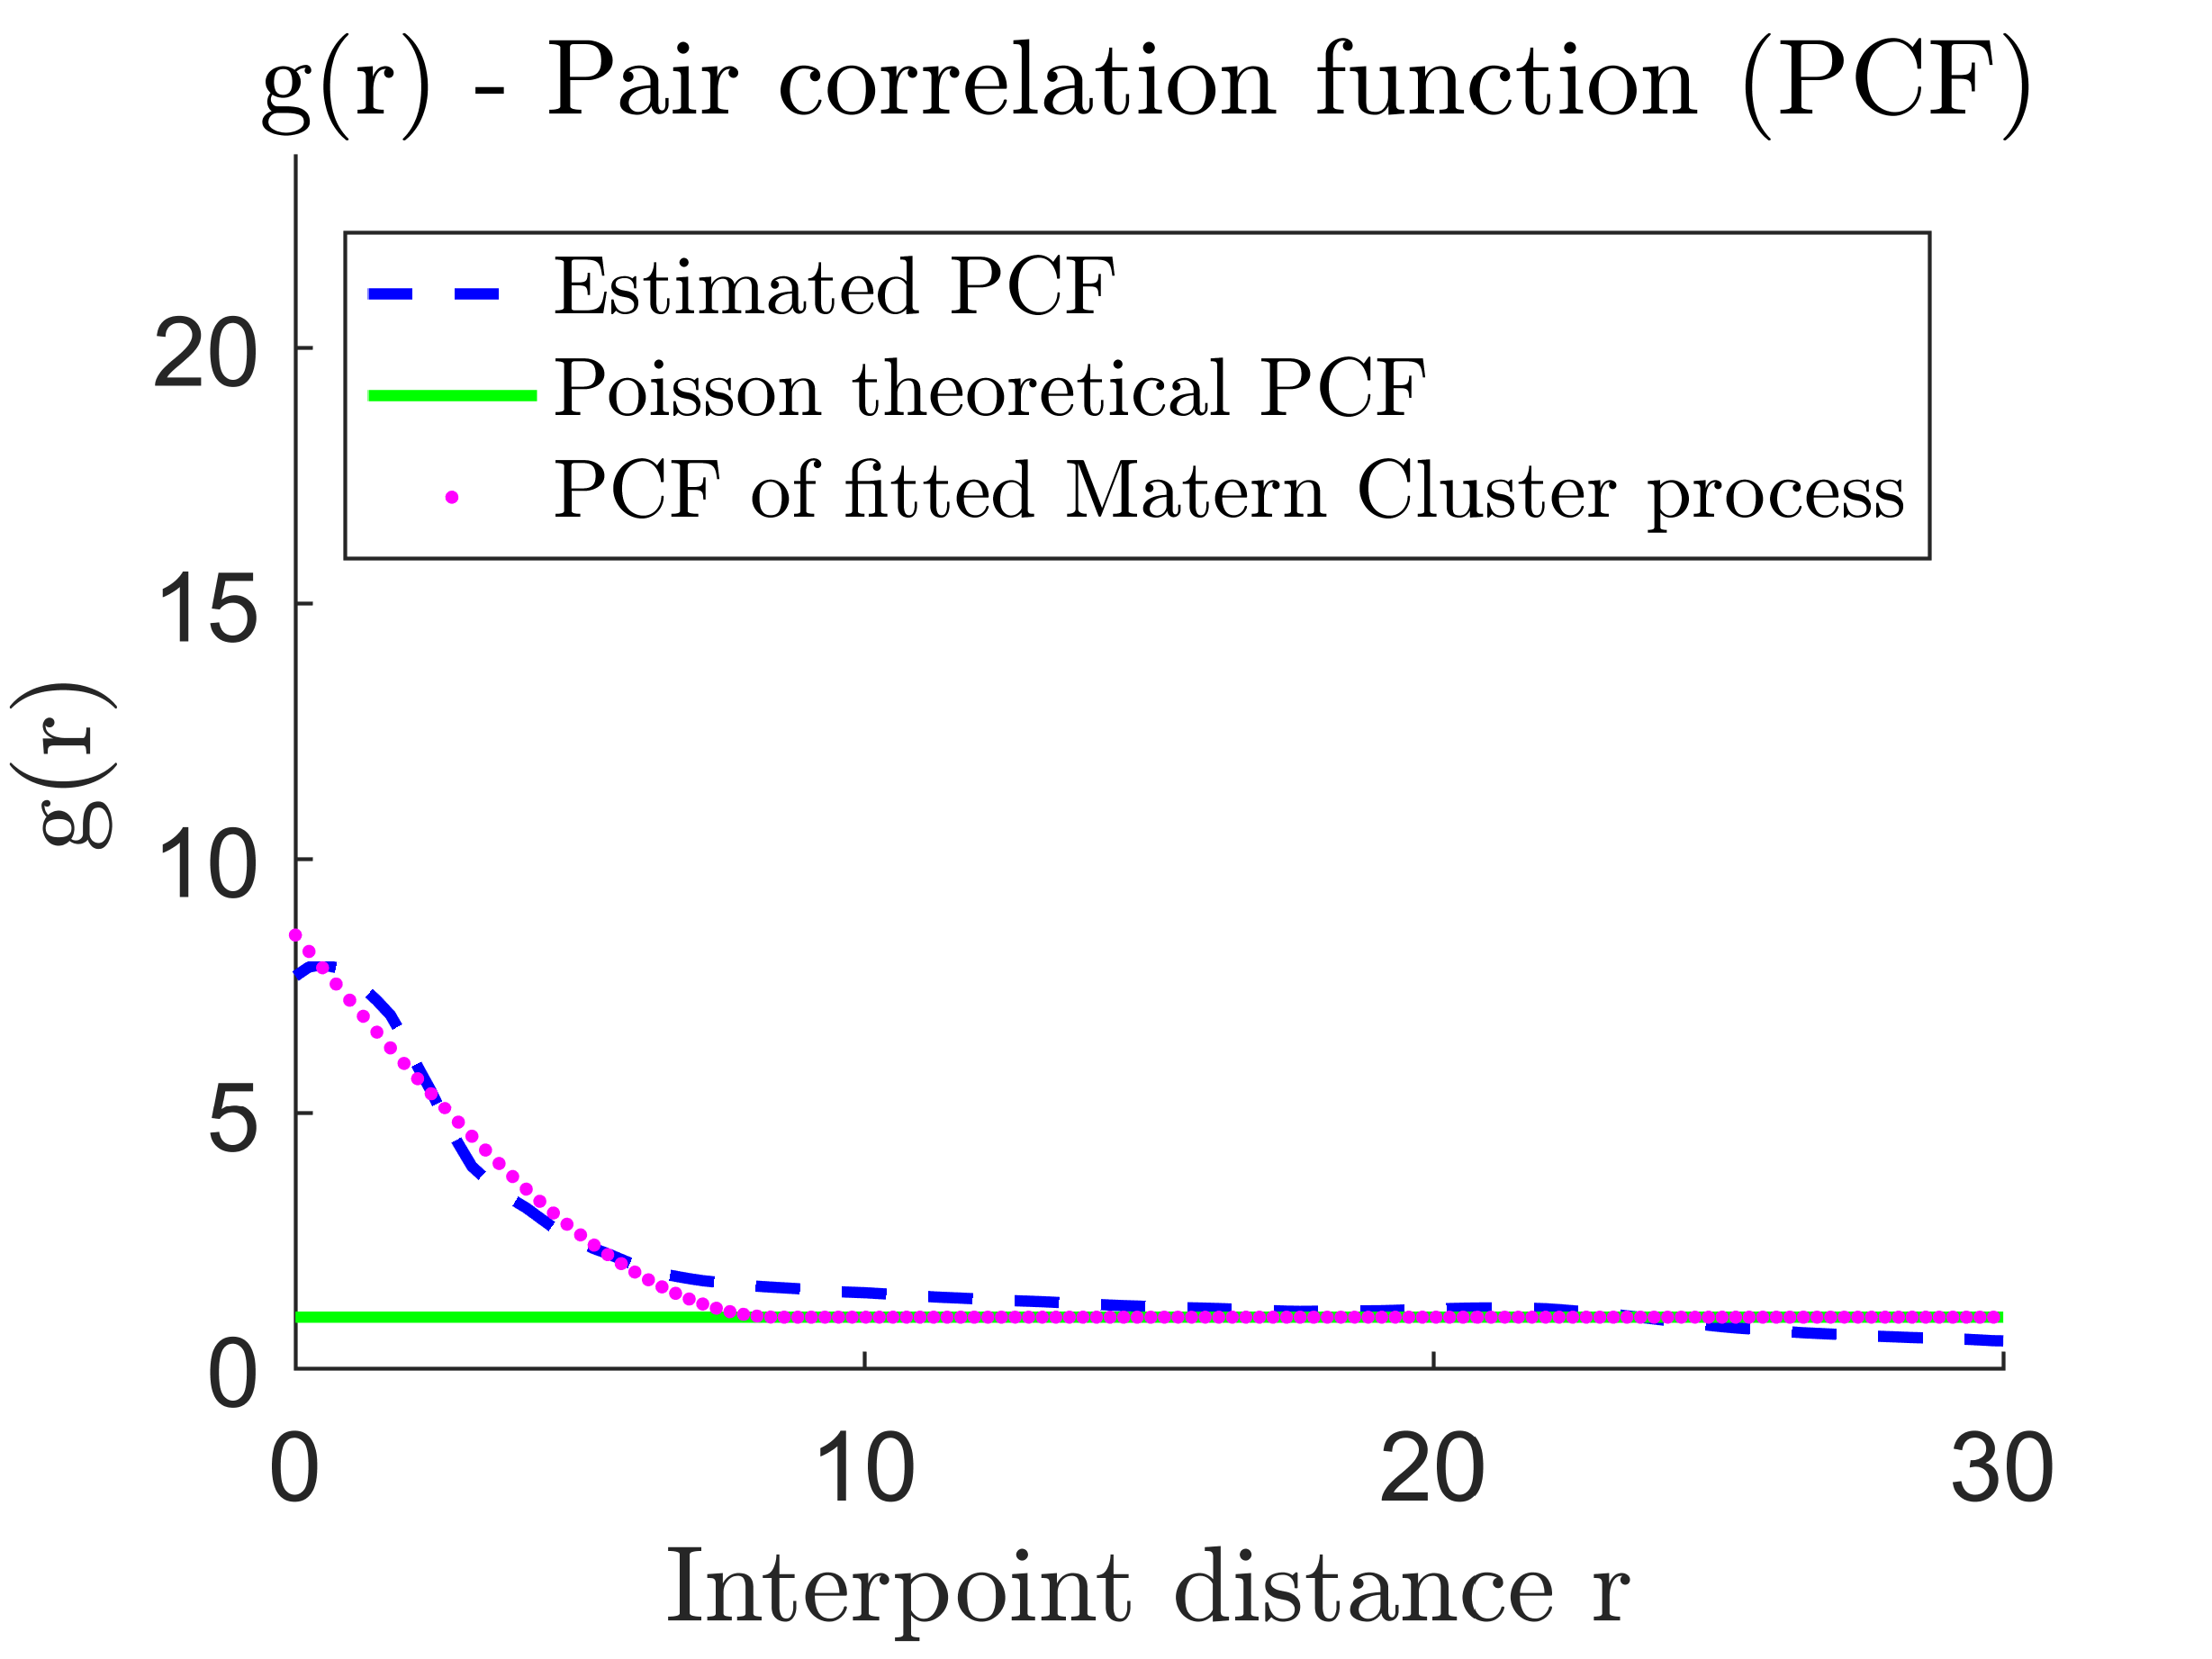 g(r) - Pair correlation function (PCF)
Estimated PCF
Poisson theoretical PCF
PCF of fitted Matern Cluster process
g(r)
20
15
10
5
0
0 10 20 30
Interpoint distance r